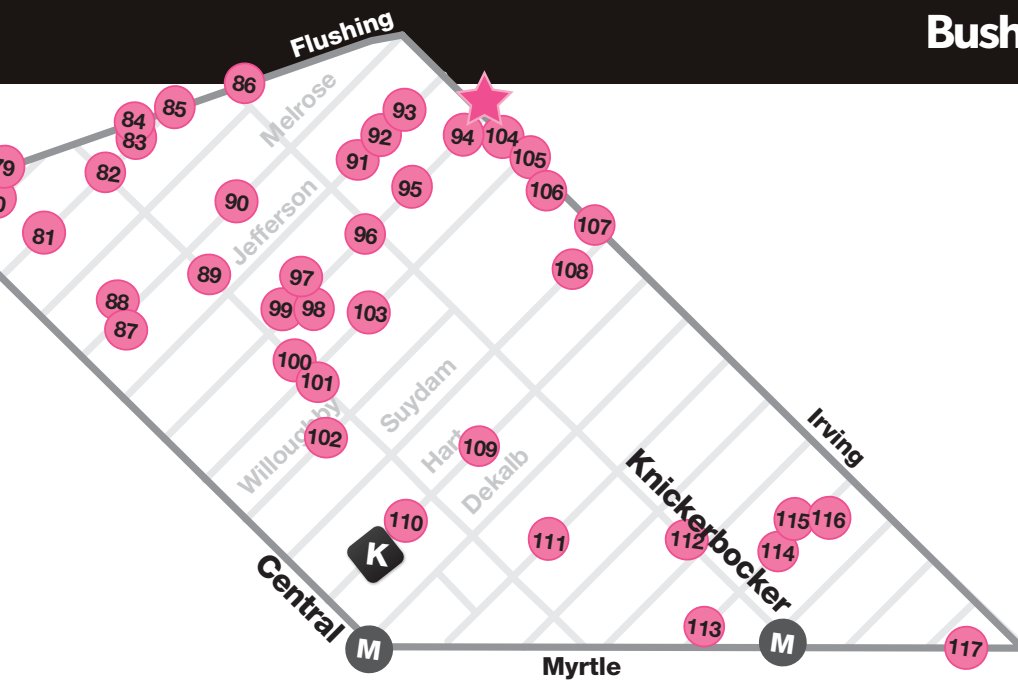 Bush
Flushing
86
Melrose
85
93
84
92
94
104
83
105
79
91
82
95
106
90
0
107
81
Jefferson
96
108
89
97
88
99
98
103
87
100
101
Suydam
Willoughby
102
Hart
109
Dekalb
Knickerbocker
Irving
110
115
116
111
112
114
K
Central
113
M
M
117
Myrtle